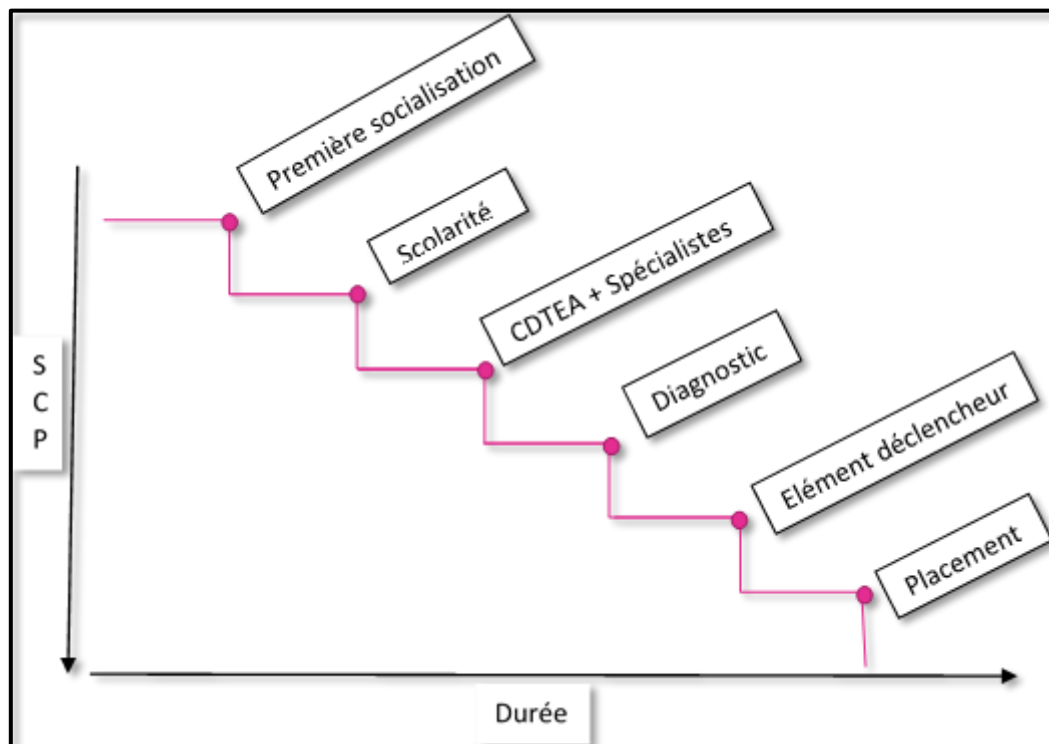 Première socialisation
Scolarité
CDTEA + Spécialistes
Diagnostic
Elément déclencheur
Placement
S
C
P
Durée